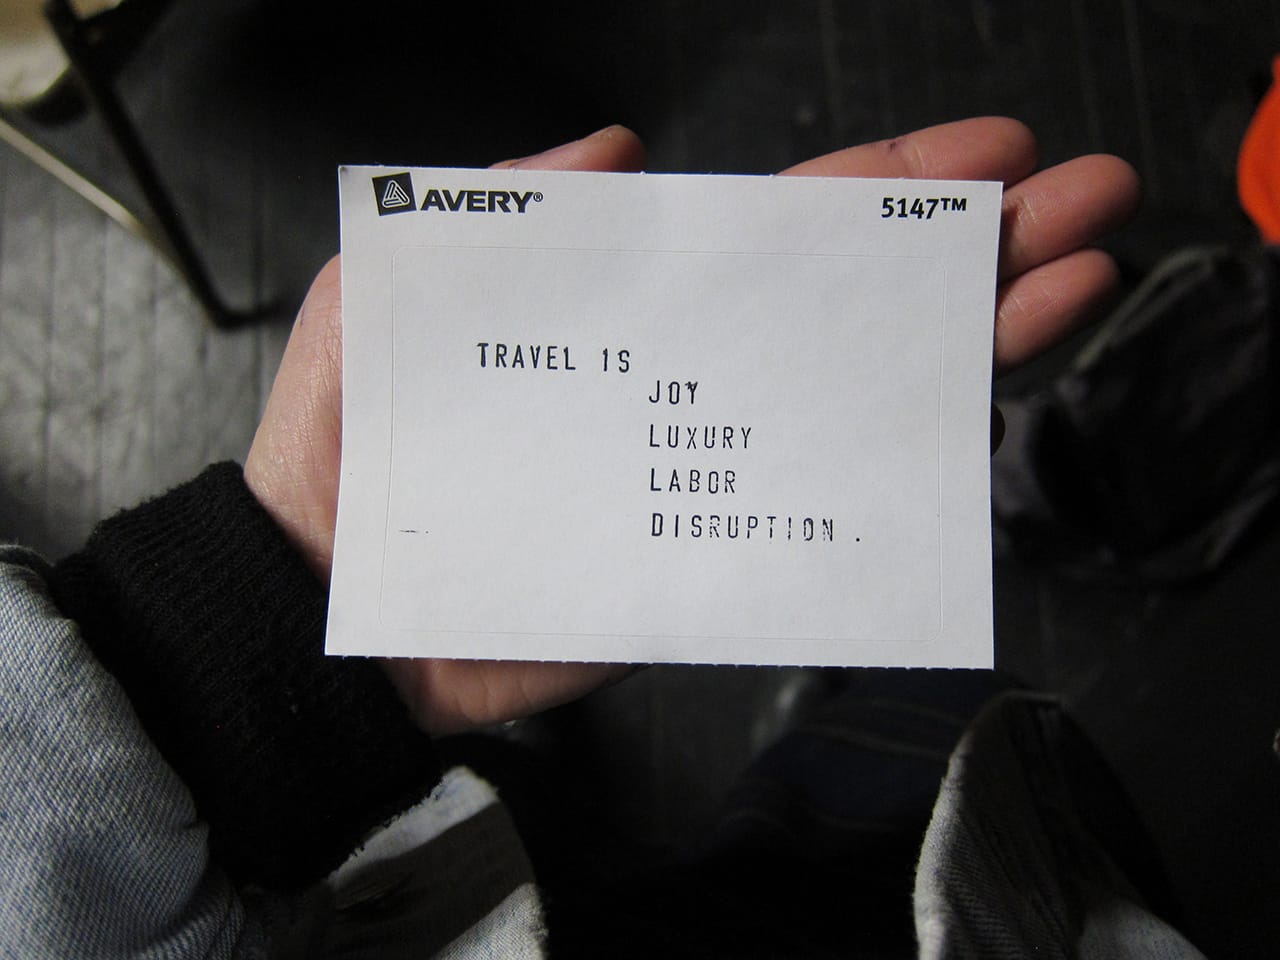 AVERY® 5147™
TRAVEL IS
JOY
LUXURY
LABOR
DISRUPTION .